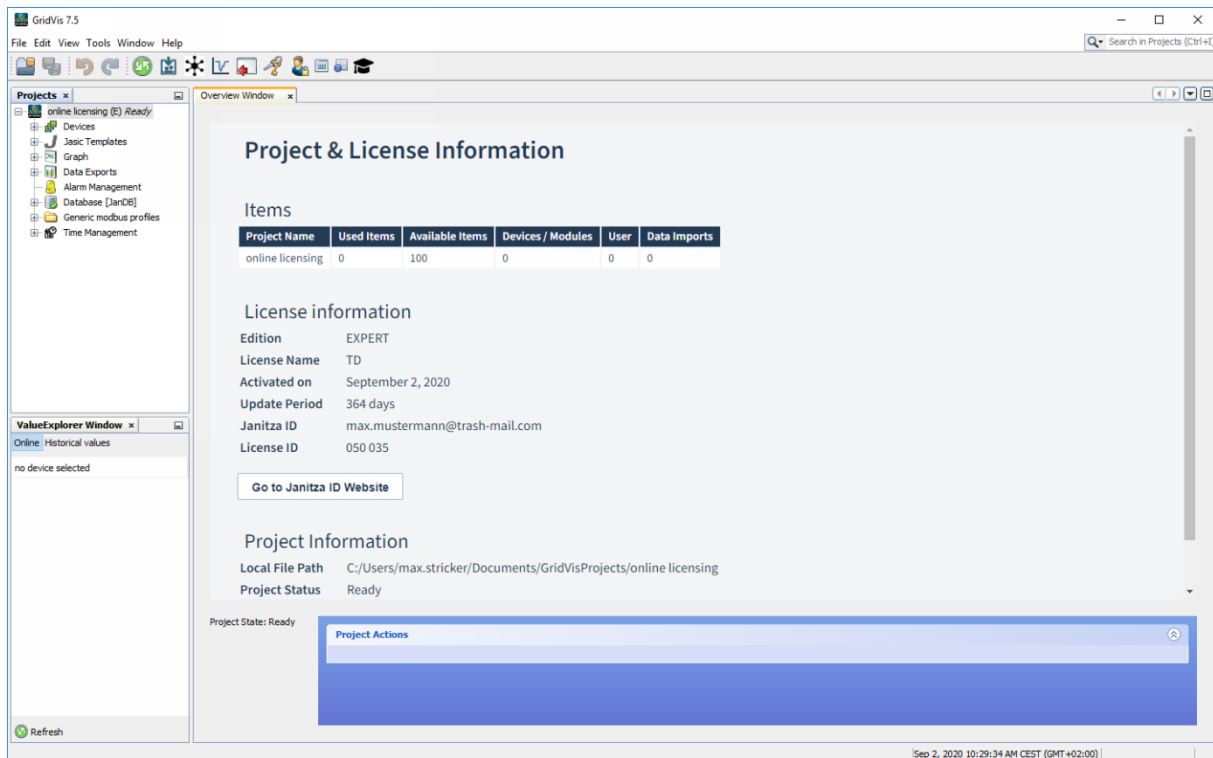 GridVis 7.5
File Edit View Tools Window Help
Search in Projects (Ctrl+I)
Projects
online licensing (E) Ready
Devices
Jasic Templates
Graph
Data Exports
Alarm Management
Database [JanDB]
Generic modbus profiles
Time Management
ValueExplorer Window
Online Historical values
no device selected
Refresh
Overview Window
Project & License Information
Items
Project Name Used Items Available Items Devices / Modules User Data Imports
online licensing 0 100 0 0 0
License information
Edition EXPERT
License Name TD
Activated on September 2, 2020
Update Period 364 days
Janitza ID max.mustermann@trash-mail.com
License ID 050 035
Go to Janitza ID Website
Project Information
Local File Path C:/Users/max.stricker/Documents/GridVisProjects/online licensing
Project Status Ready
Project State: Ready
Project Actions
Sep 2, 2020 10:29:34 AM CEST (GMT+02:00)